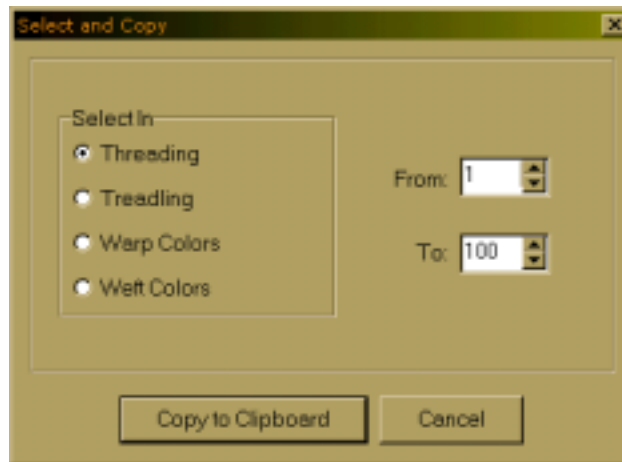 Select and Copy
Select In
Threading
Treadling
Warp Colors
Weft Colors
From: 1
To: 100
Copy to Clipboard
Cancel